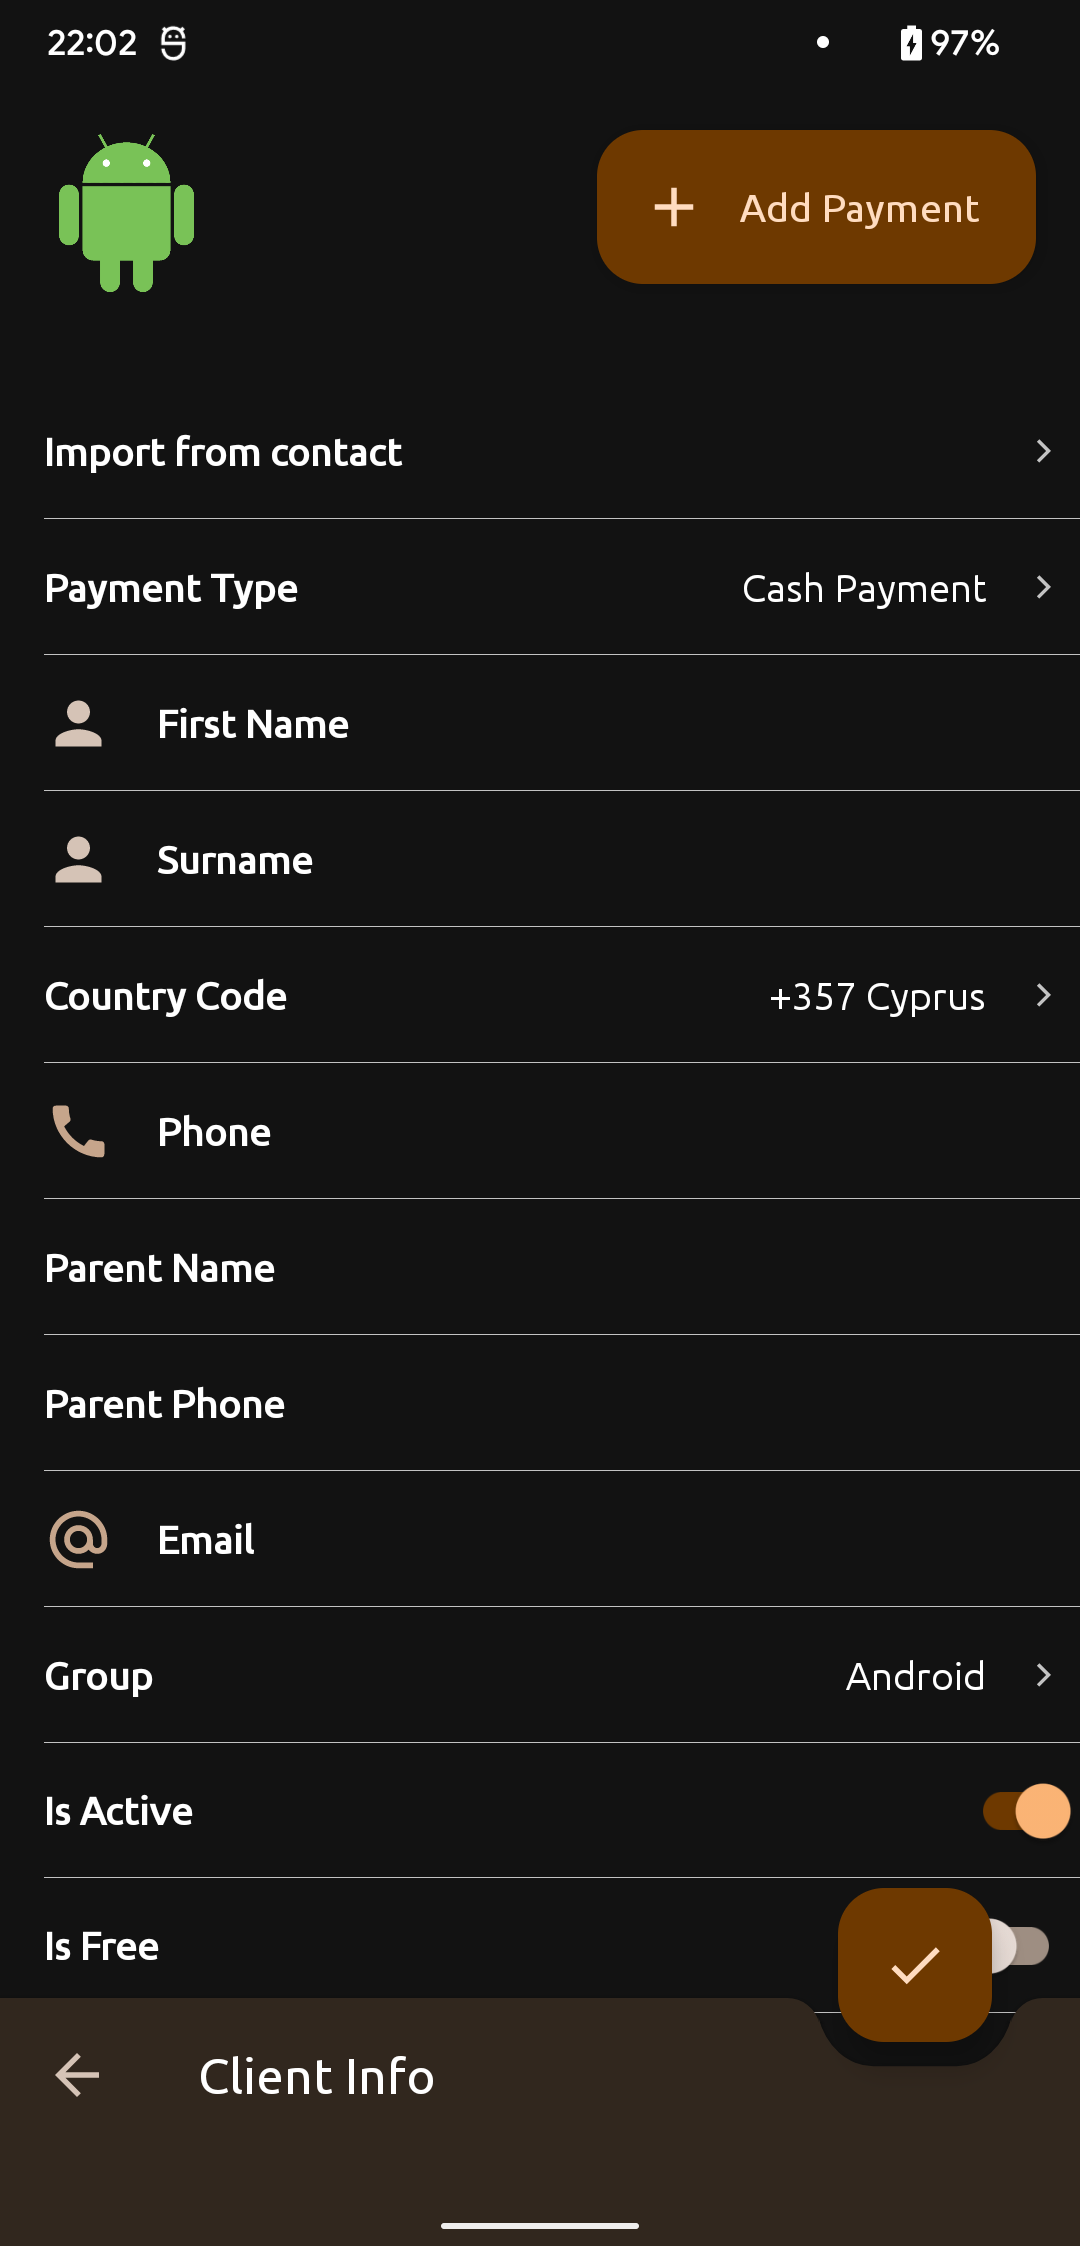 22:02
97%
Add Payment
Import from contact
Payment Type Cash Payment
First Name
Surname
Country Code +357 Cyprus
Phone
Parent Name
Parent Phone
Email
Group Android
Is Active
Is Free
Client Info